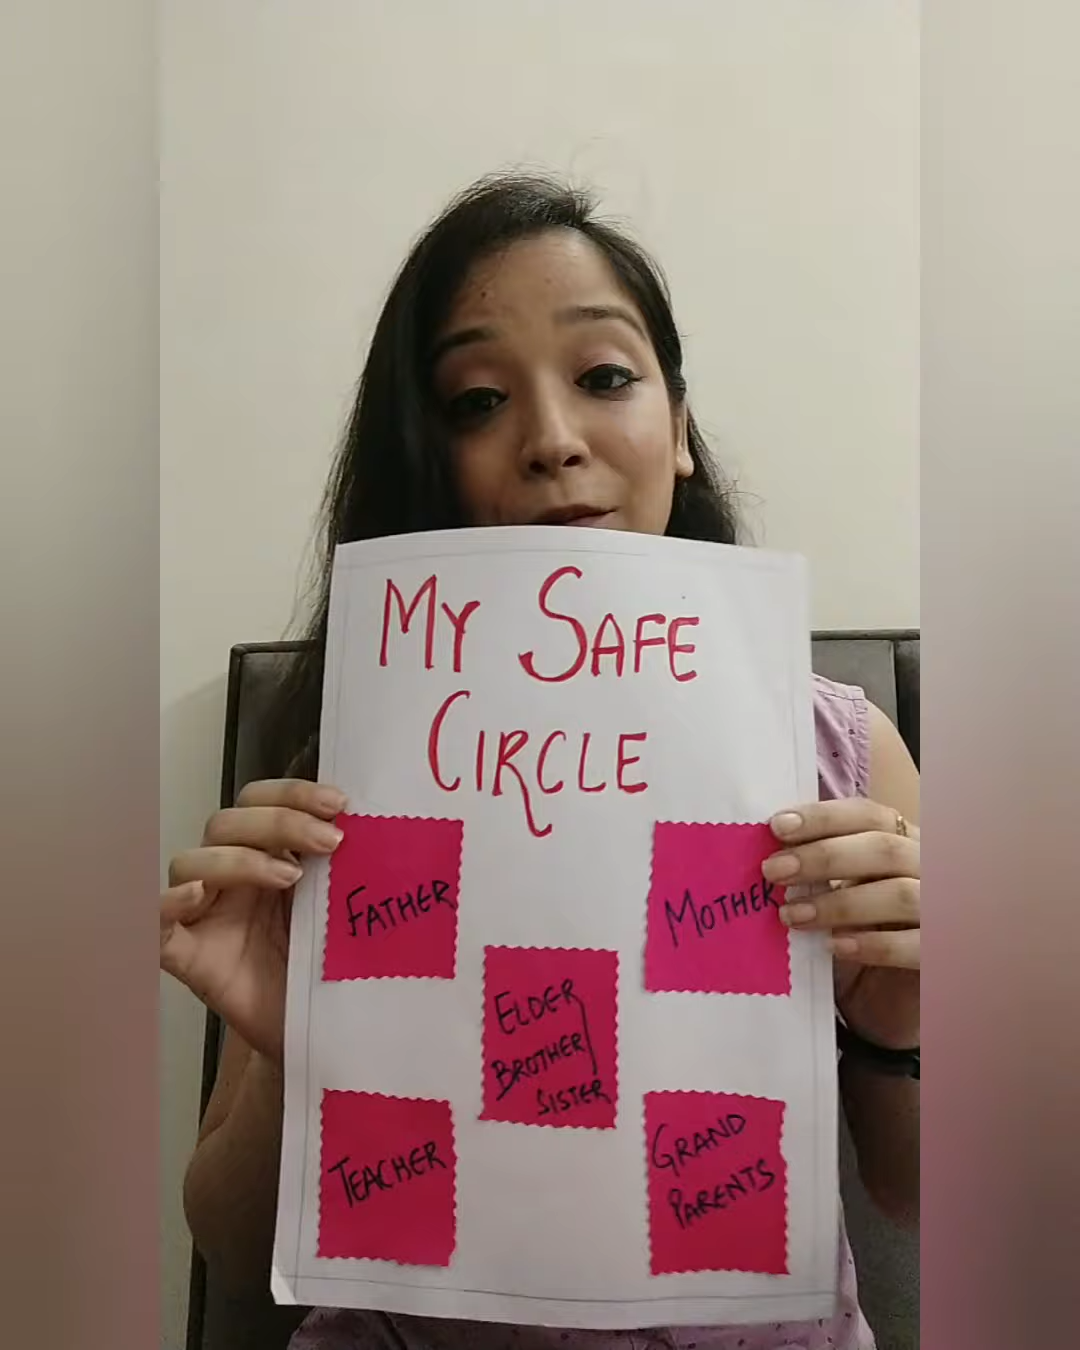 MY SAFE
CIRCLE
FATHER
MOTHER
ELDER
BROTHER/
SISTER
TEACHER
GRAND
PARENTS